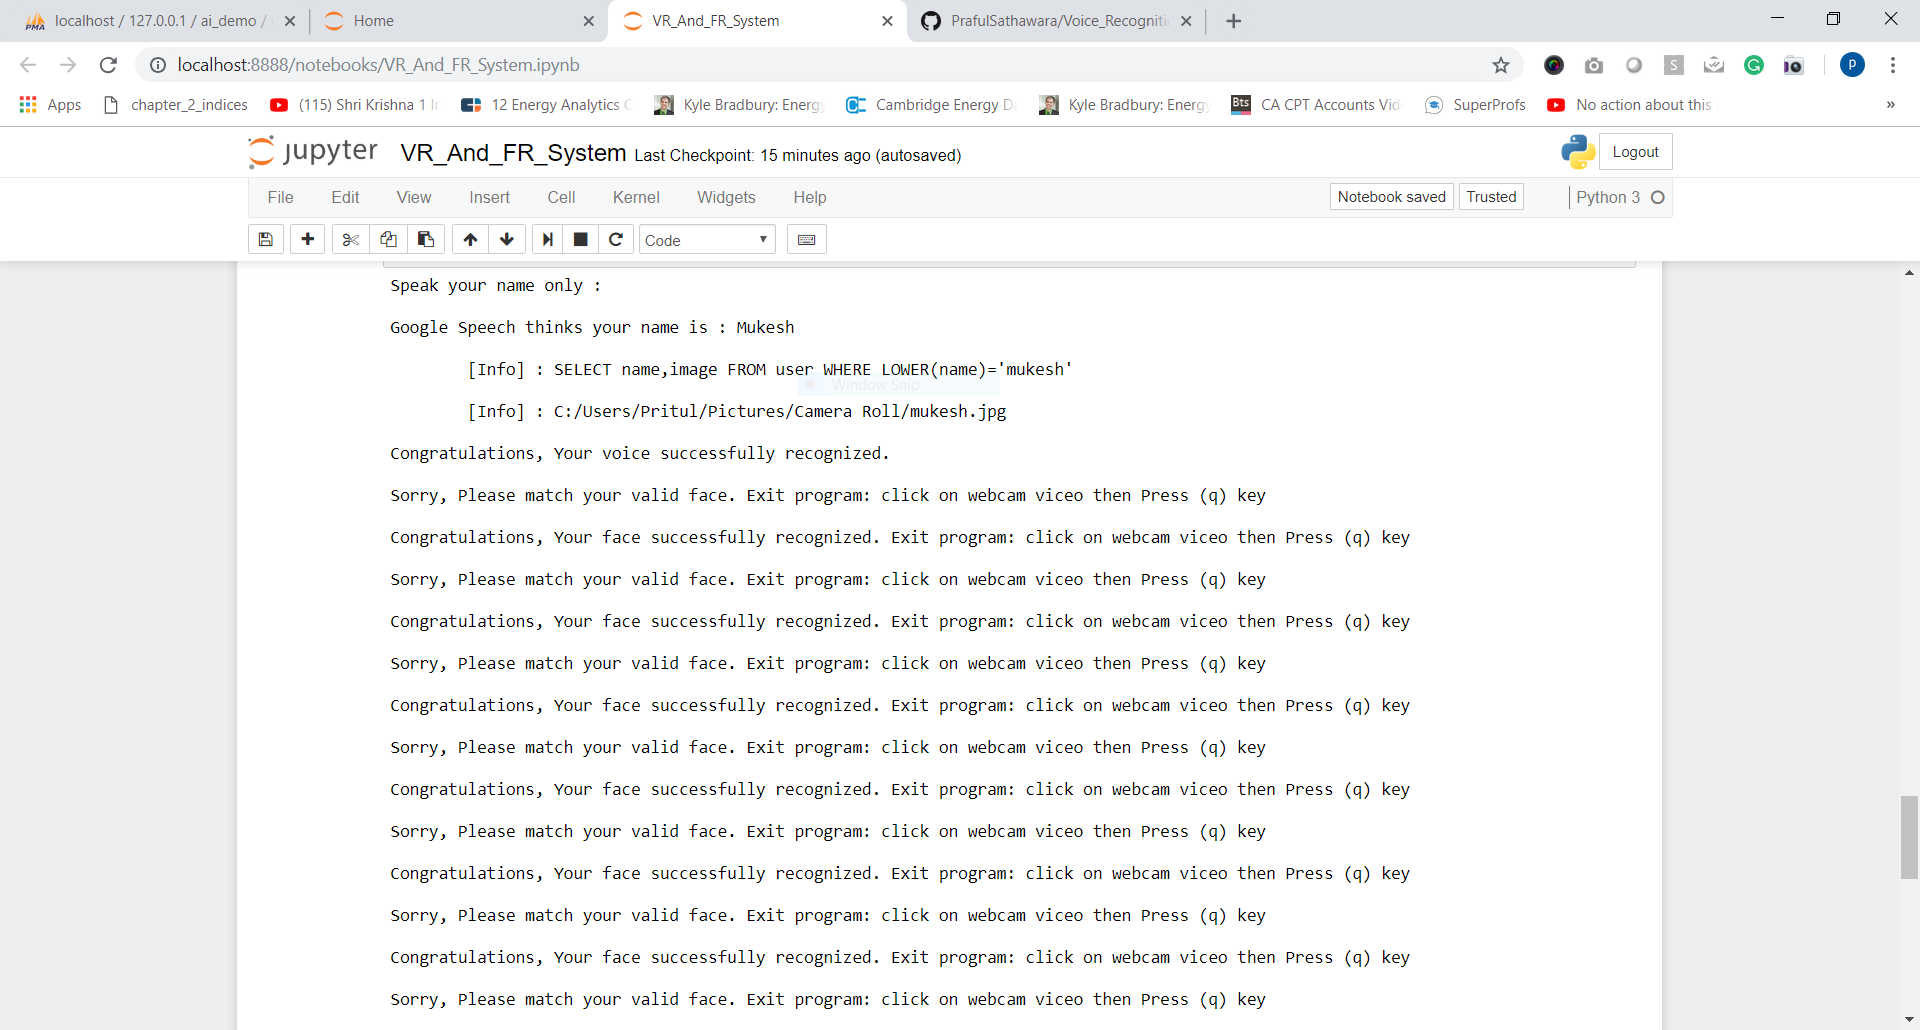 localhost / 127.0.0.1 / ai_demo /
Home
VR_And_FR_System
PrafulSathawara/Voice_Recogniti
localhost:8888/notebooks/VR_And_FR_System.ipynb
Apps
chapter_2_indices
(115) Shri Krishna 1
12 Energy Analytics
Kyle Bradbury: Energy
Cambridge Energy
Kyle Bradbury: Energy
CA CPT Accounts Vid
SuperProfs
No action about this
»
jupyter
VR_And_FR_System Last Checkpoint: 15 minutes ago (autosaved)
Logout
File Edit View Insert Cell Kernel Widgets Help
Notebook saved
Trusted
Python 3
Code
Speak your name only :
Google Speech thinks your name is : Mukesh
[Info] : SELECT name,image FROM user WHERE LOWER(name)='mukesh'
Window Snip
[Info] : C:/Users/Pritul/Pictures/Camera Roll/mukesh.jpg
Congratulations, Your voice successfully recognized.
Sorry, Please match your valid face. Exit program: click on webcam viceo then Press (q) key
Congratulations, Your face successfully recognized. Exit program: click on webcam viceo then Press (q) key
Sorry, Please match your valid face. Exit program: click on webcam viceo then Press (q) key
Congratulations, Your face successfully recognized. Exit program: click on webcam viceo then Press (q) key
Sorry, Please match your valid face. Exit program: click on webcam viceo then Press (q) key
Congratulations, Your face successfully recognized. Exit program: click on webcam viceo then Press (q) key
Sorry, Please match your valid face. Exit program: click on webcam viceo then Press (q) key
Congratulations, Your face successfully recognized. Exit program: click on webcam viceo then Press (q) key
Sorry, Please match your valid face. Exit program: click on webcam viceo then Press (q) key
Congratulations, Your face successfully recognized. Exit program: click on webcam viceo then Press (q) key
Sorry, Please match your valid face. Exit program: click on webcam viceo then Press (q) key
Congratulations, Your face successfully recognized. Exit program: click on webcam viceo then Press (q) key
Sorry, Please match your valid face. Exit program: click on webcam viceo then Press (q) key